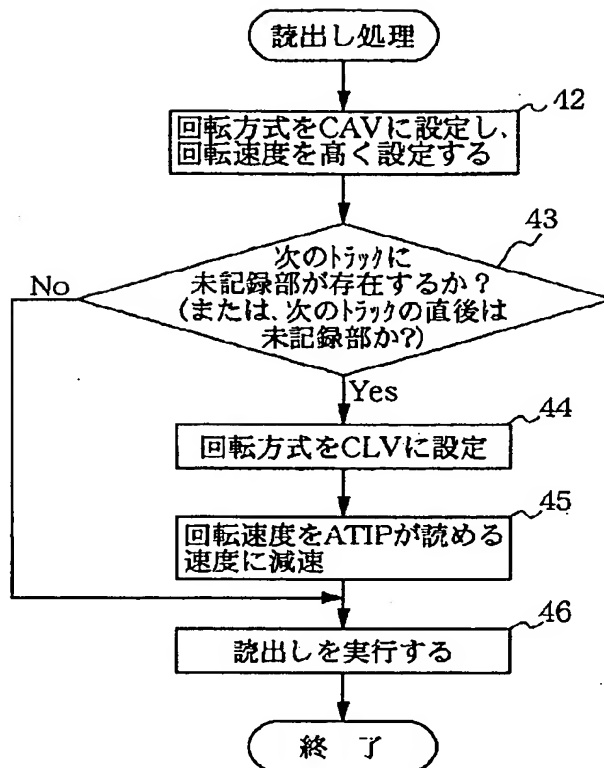 読出し処理
42
回転方式をCAVに設定し、
回転速度を高く設定する
43
次のトラックに
未記録部が存在するか？
(または、次のトラックの直後は
未記録部か?)
No
Yes
44
回転方式をCLVに設定
45
回転速度をATIPが読める
速度に減速
46
読出しを実行する
終 了